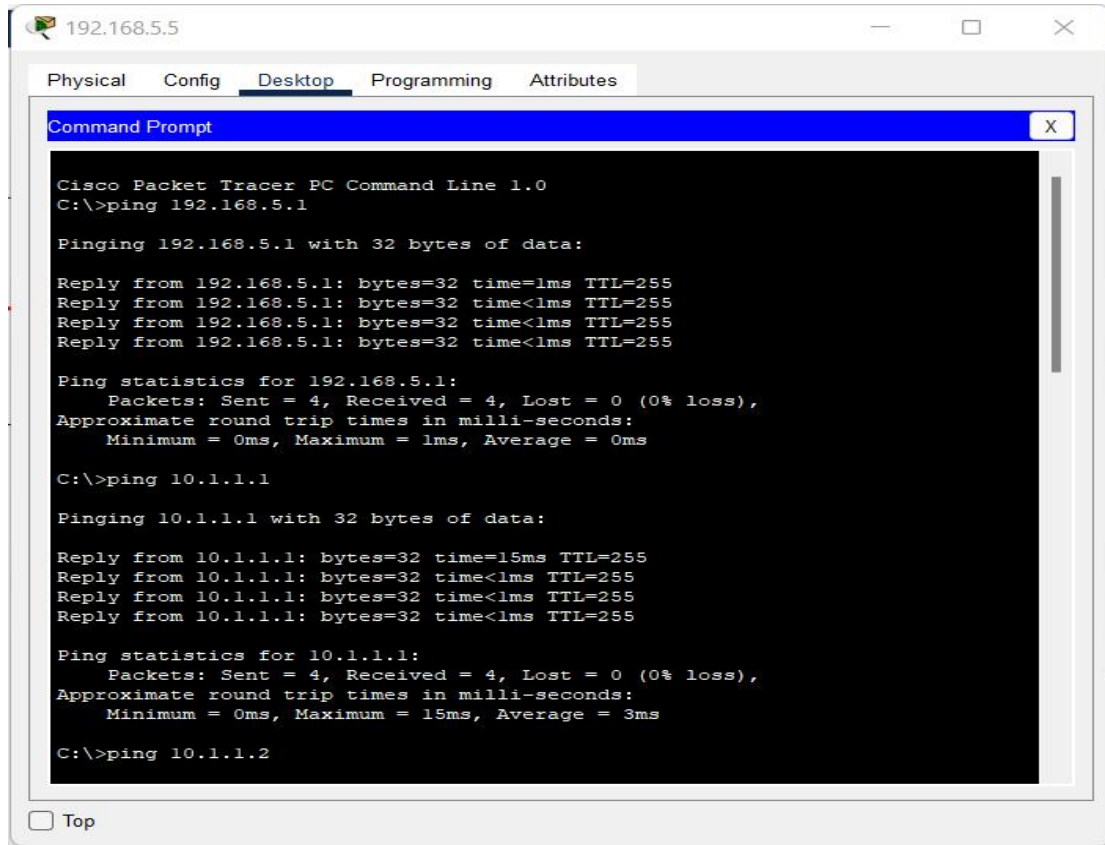 192.168.5.5
Physical Config Desktop Programming Attributes
Command Prompt X
Cisco Packet Tracer PC Command Line 1.0
C:\>ping 192.168.5.1
Pinging 192.168.5.1 with 32 bytes of data:
Reply from 192.168.5.1: bytes=32 time=1ms TTL=255
Reply from 192.168.5.1: bytes=32 time<1ms TTL=255
Reply from 192.168.5.1: bytes=32 time<1ms TTL=255
Reply from 192.168.5.1: bytes=32 time<1ms TTL=255
Ping statistics for 192.168.5.1:
Packets: Sent = 4, Received = 4, Lost = 0 (0% loss),
Approximate round trip times in milli-seconds:
Minimum = 0ms, Maximum = 1ms, Average = 0ms
C:\>ping 10.1.1.1
Pinging 10.1.1.1 with 32 bytes of data:
Reply from 10.1.1.1: bytes=32 time=15ms TTL=255
Reply from 10.1.1.1: bytes=32 time<1ms TTL=255
Reply from 10.1.1.1: bytes=32 time<1ms TTL=255
Reply from 10.1.1.1: bytes=32 time<1ms TTL=255
Ping statistics for 10.1.1.1:
Packets: Sent = 4, Received = 4, Lost = 0 (0% loss),
Approximate round trip times in milli-seconds:
Minimum = 0ms, Maximum = 15ms, Average = 3ms
C:\>ping 10.1.1.2
Top